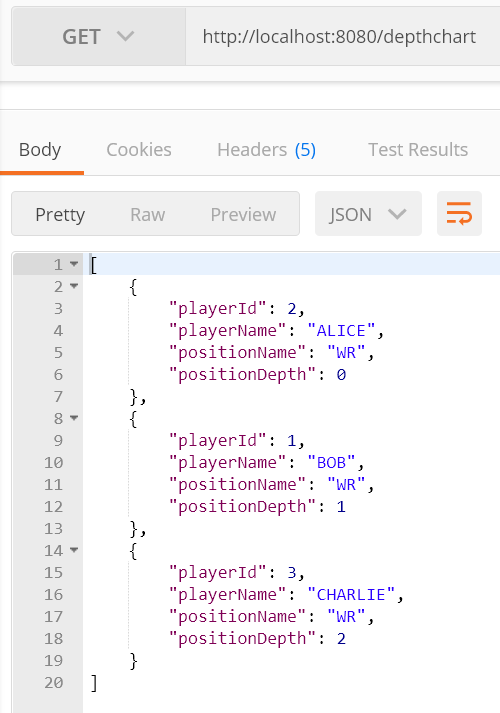 GET http://localhost:8080/depthchart
Body Cookies Headers (5) Test Results
Pretty Raw Preview JSON
1 [
2 {
3 "playerId": 2,
4 "playerName": "ALICE",
5 "positionName": "WR",
6 "positionDepth": 0
7 },
8 {
9 "playerId": 1,
10 "playerName": "BOB",
11 "positionName": "WR",
12 "positionDepth": 1
13 },
14 {
15 "playerId": 3,
16 "playerName": "CHARLIE",
17 "positionName": "WR",
18 "positionDepth": 2
19 }
20 ]